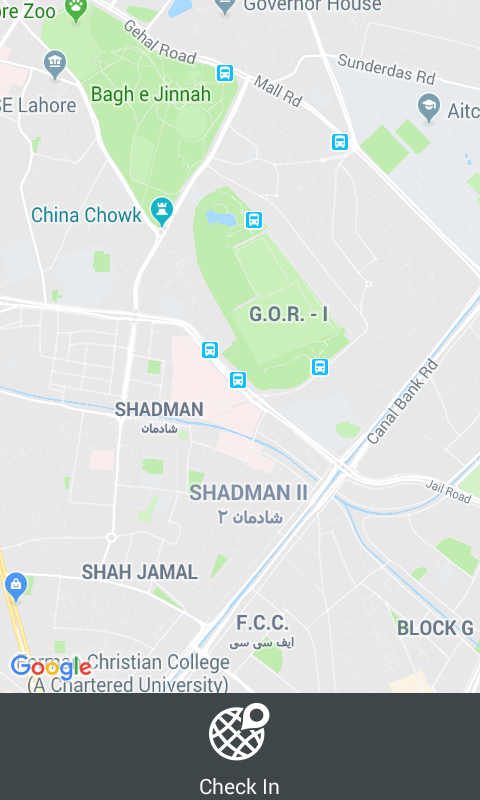 Governor House
ore Zoo
Gehal Road
Sunderdas Rd
Mall Rd
Bagh e Jinnah
SE Lahore
Aitc
China Chowk
G.O.R. - I
Canal Bank Rd
SHADMAN
شادمان
SHADMAN II
شادمان ٢
Jail Road
SHAH JAMAL
F.C.C.
ایف سی سی
BLOCK G
Forman Christian College
(A Chartered University)
Google
Check In